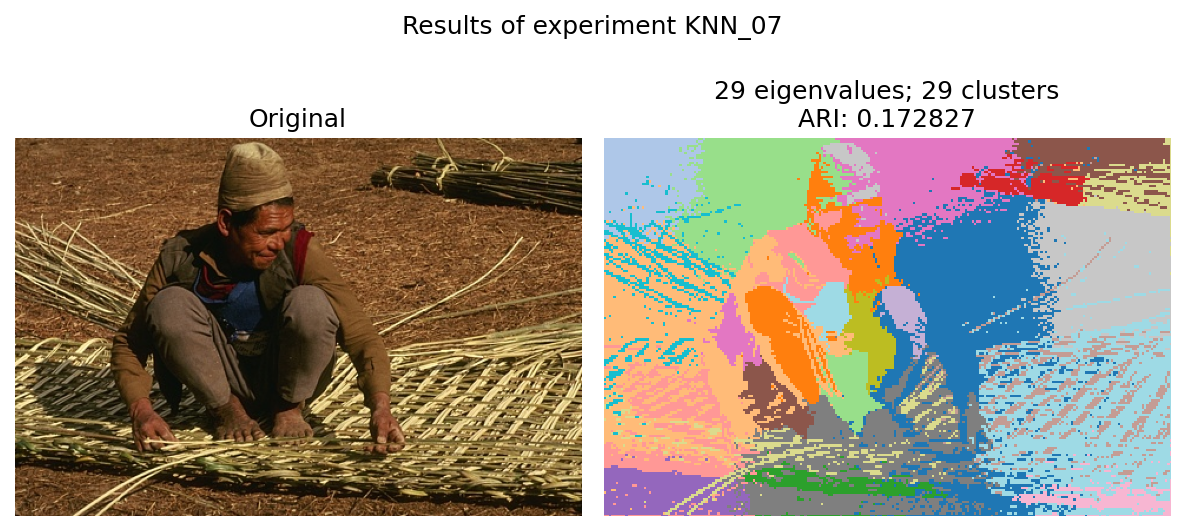 Results of experiment KNN_07
Original
29 eigenvalues; 29 clusters
ARI: 0.172827